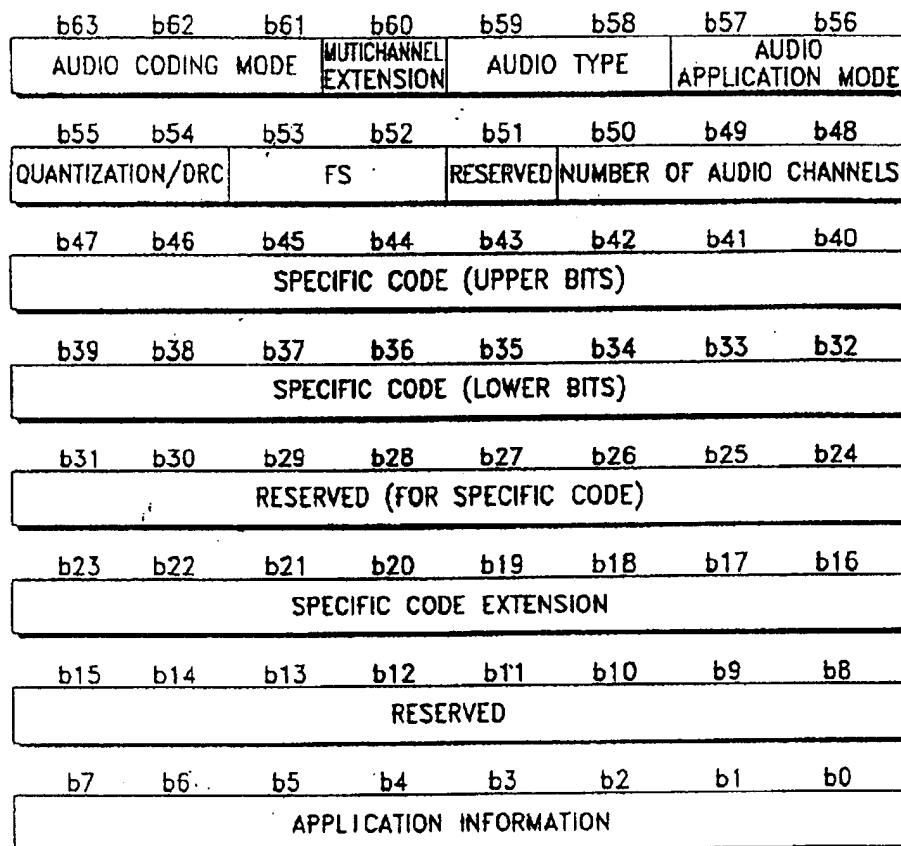 b63 b62 b61 b60 b59 b58 b57 b56
AUDIO CODING MODE MUTICHANNEL EXTENSION AUDIO TYPE AUDIO APPLICATION MODE
b55 b54 b53 b52 b51 b50 b49 b48
QUANTIZATION/DRC FS RESERVED NUMBER OF AUDIO CHANNELS
b47 b46 b45 b44 b43 b42 b41 b40
SPECIFIC CODE (UPPER BITS)
b39 b38 b37 b36 b35 b34 b33 b32
SPECIFIC CODE (LOWER BITS)
b31 b30 b29 b28 b27 b26 b25 b24
RESERVED (FOR SPECIFIC CODE)
b23 b22 b21 b20 b19 b18 b17 b16
SPECIFIC CODE EXTENSION
b15 b14 b13 b12 b11 b10 b9 b8
RESERVED
b7 b6 b5 b4 b3 b2 b1 b0
APPLICATION INFORMATION